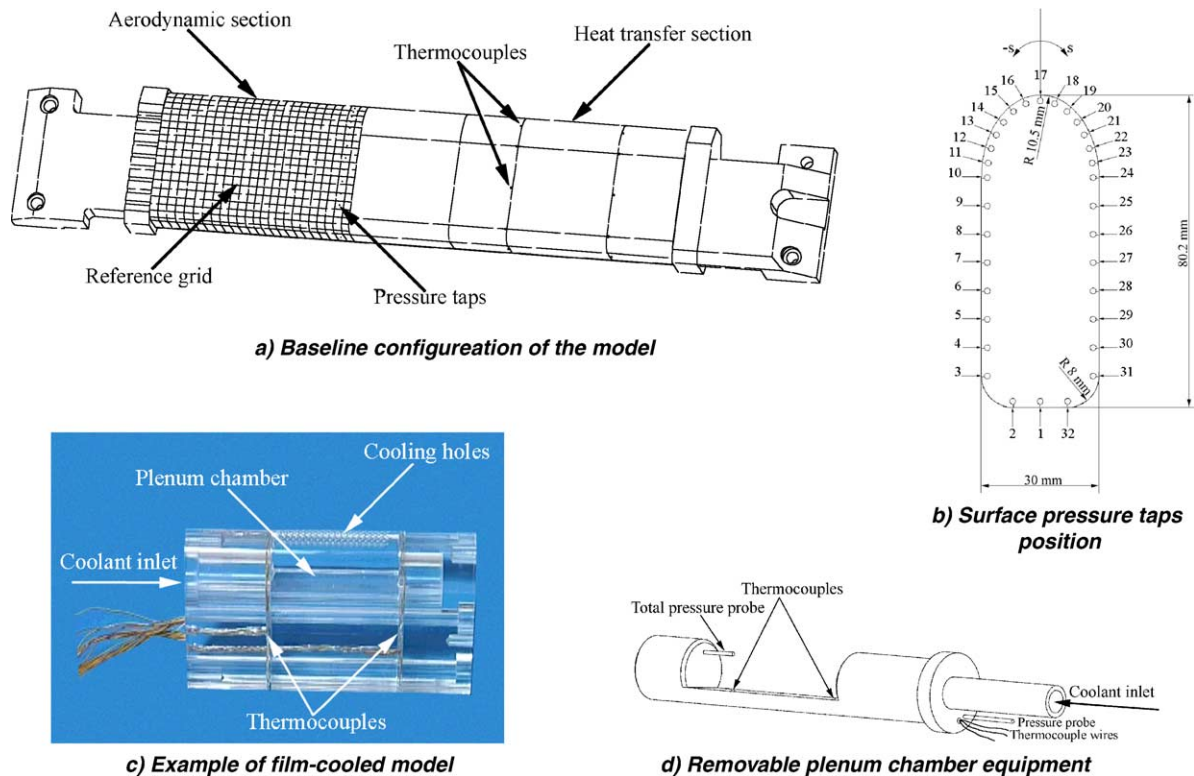 Aerodynamic section
Thermocouples
Heat transfer section
Reference grid
Pressure taps
a) Baseline configureation of the model
-s
s
17
16
18
15
19
14
20
13
21
12
22
11
23
10
24
9
25
8
26
7
27
6
28
5
29
4
30
3
31
2
1
32
R 10,5 mm
R 8 mm
80.2 mm
30 mm
b) Surface pressure taps
position
Cooling holes
Plenum chamber
Coolant inlet
Thermocouples
c) Example of film-cooled model
Thermocouples
Total pressure probe
Coolant inlet
Pressure probe
Thermocouple wires
d) Removable plenum chamber equipment